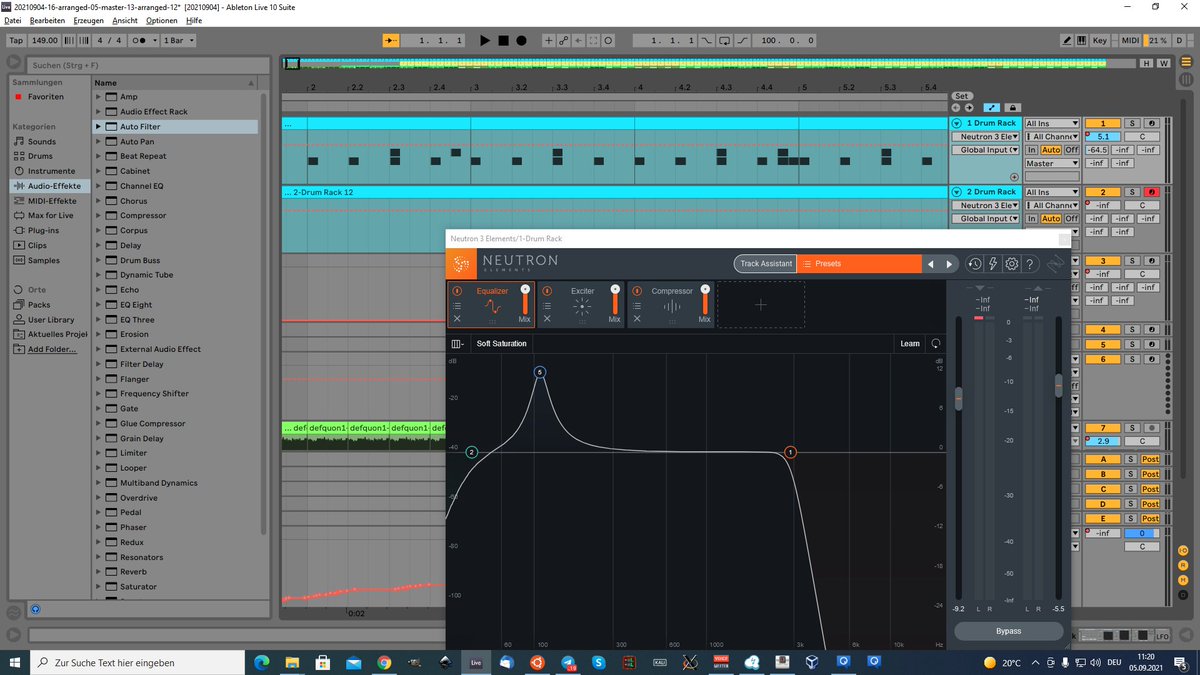 20210904-16-arranged-05-master-13-arranged-12* [20210904] - Ableton Live 10 Suite
Datei Bearbeiten Erzeugen Ansicht Optionen Hilfe
Tap 149.00 4 / 4 1 Bar 1. 1. 1 1. 1. 1 100. 0. 0 Key MIDI 21 % D
Suchen (Strg + F)
H W
Sammlungen
Favoriten
Kategorien
Sounds
Drums
Instrumente
Audio-Effekte
MIDI-Effekte
Max for Live
Plug-ins
Clips
Samples
Orte
Packs
User Library
Aktuelles Projel
Add Folder...
Name
Amp
Audio Effect Rack
Auto Filter
Auto Pan
Beat Repeat
Cabinet
Channel EQ
Chorus
Compressor
Corpus
Delay
Drum Buss
Dynamic Tube
Echo
EQ Eight
EQ Three
Erosion
External Audio Effect
Filter Delay
Flanger
Frequency Shifter
Gate
Glue Compressor
Grain Delay
Limiter
Looper
Multiband Dynamics
Overdrive
Pedal
Phaser
Redux
Resonators
Reverb
Saturator
2 2.2 2.3 2.4 3 3.2 3.3 3.4 4 4.2 4.3 4.4 5 5.2 5.3 5.4
Set
...
1 Drum Rack All Ins 1 S
Neutron 3 Ele All Channe 5.1 C
Global Input In Auto Off -64.5 -inf -inf
Master -inf -inf
... 2-Drum Rack 12
2 Drum Rack All Ins 2 S
Neutron 3 Ele All Channe -inf C
Global Input In Auto Off -inf -inf -inf
-inf -inf
3 S
-inf C
-inf -inf -inf
-inf -inf
4 S
5 S
6 S
7 S
2.9 C
A S Post
B S Post
C S Post
D S Post
E S Post
-inf 0
C
... def defquon1- defquon1- defquon1- def
0:02
Neutron 3 Elements/1-Drum Rack
NEUTRON
ELEMENTS
Track Assistant Presets ?
Equalizer Exciter Compressor
Mix Mix Mix
Soft Saturation Learn
dB dB
-20 -40 -60 -80 -100
12 6 0 -6 -12 -18 -24
5 2 1
60 100 300 600 1000 3k 6k 10k Hz
-Inf -Inf
-Inf -Inf
0 -3 -6 -10 -15 -20 -30 -40 -50 -Inf
-9.2 L R L R -5.5
Bypass
LFO
Zur Suche Text hier eingeben
Live
20°C DEU 11:20
05.09.2021
5